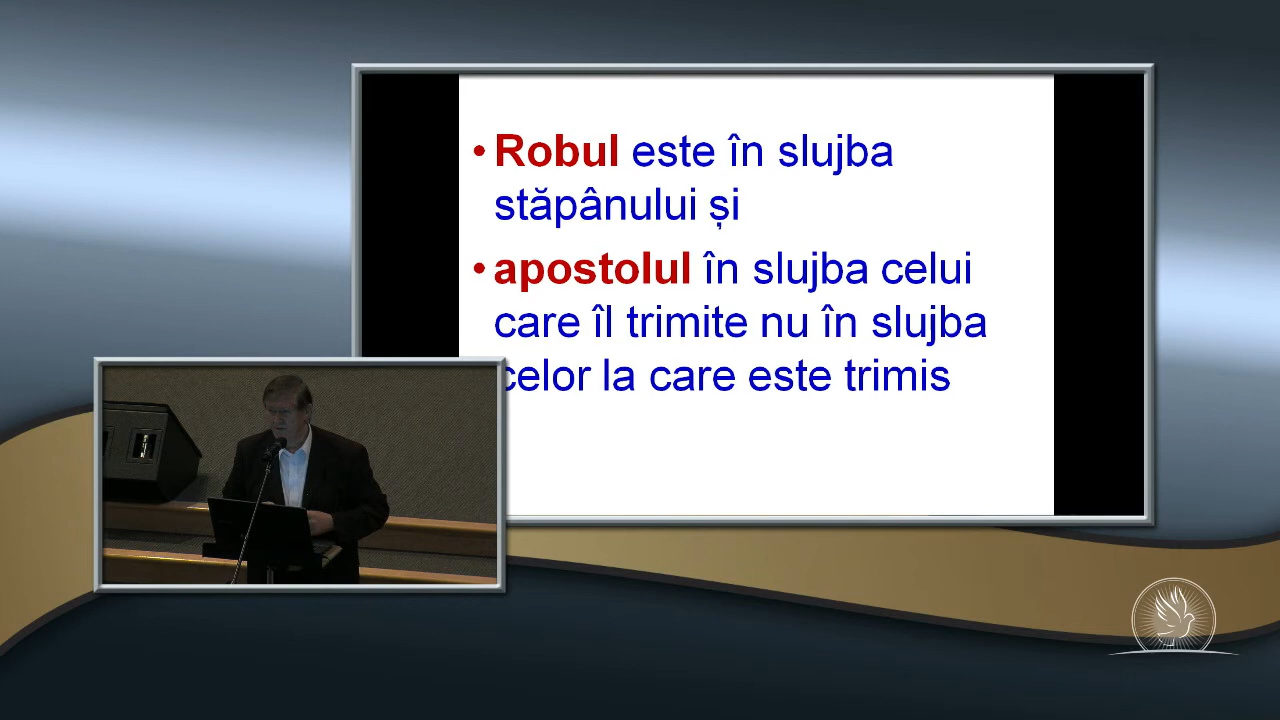 • Robul este în slujba
stăpânului și
• apostolul în slujba celui
care îl trimite nu în slujba
celor la care este trimis